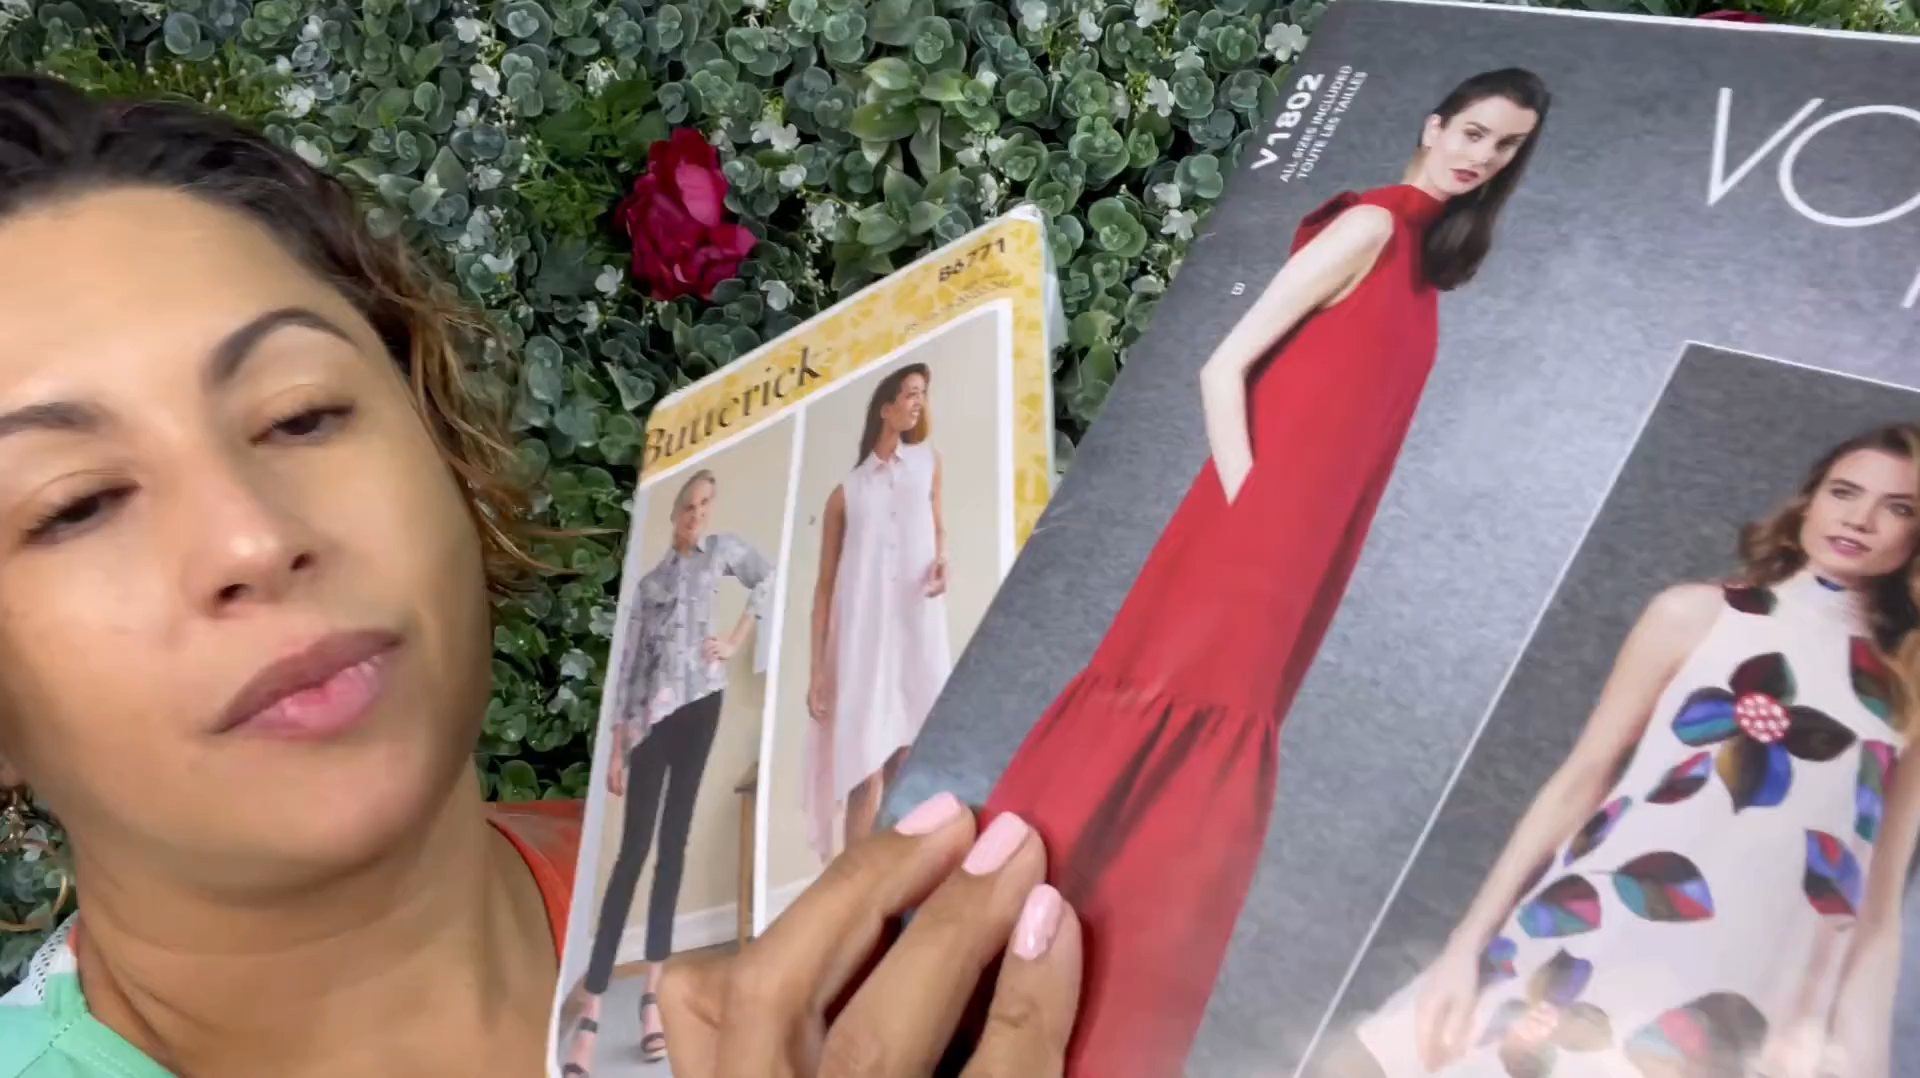 B6771
Butterick
V1802
ALL SIZES INCLUDED
TOUTE LES TAILLES
VO
B